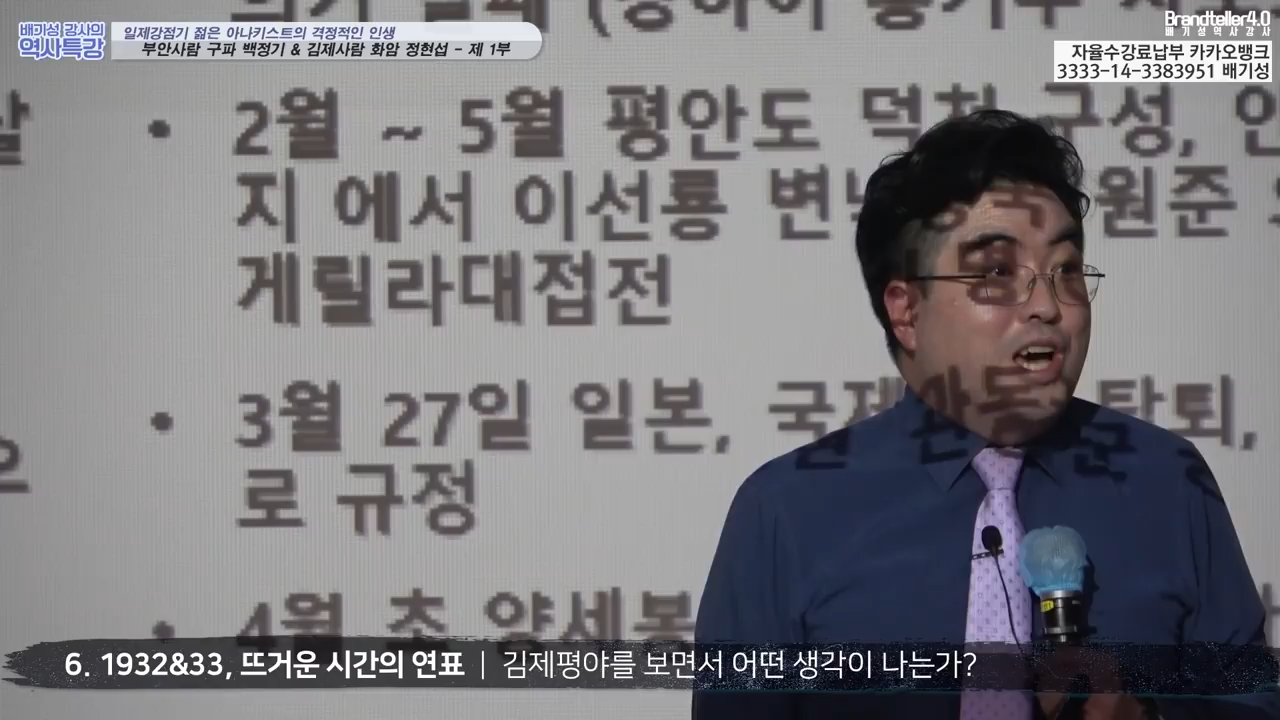 배기성 강사의
역사특강
일제강점기 젊은 아나키스트의 격정적인 인생
부안사람 구파 백정기 & 김제사람 화암 정현섭 - 제 1부
Brandteller4.0
배기성역사강사
자율수강료납부 카카오뱅크
3333-14-3383951 배기성
• 2월 ~ 5월 평안도 구성,
지 에서 이선룡 원준
게릴라대접전
• 3월 27일 일본, 탈퇴,
로 규정
• 4월 초 양세봉
6. 1932&33, 뜨거운 시간의 연표 | 김제평야를 보면서 어떤 생각이 나는가?